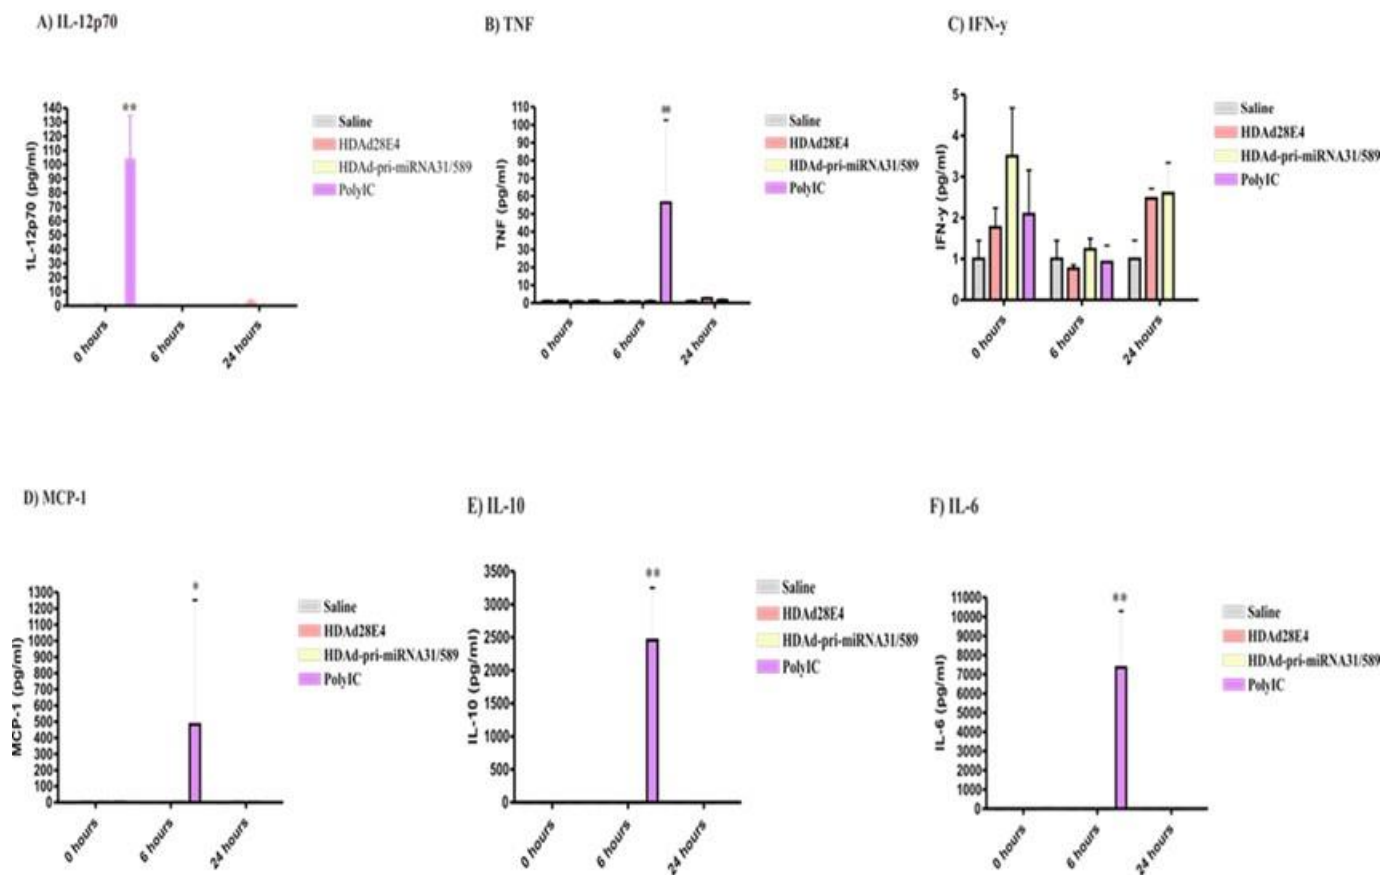 A) IL-12p70
140
130
120
110
100
90
80
70
60
50
40
30
20
10
0
1L-12p70 (pg/ml)
**
0 hours
6 hours
24 hours
Saline
HDAd28E4
HDAd-pri-miRNA31/589
PolyIC
B) TNF
110
100
90
80
70
60
50
40
30
20
10
0
TNF (pg/ml)
0 hours
6 hours
24 hours
Saline
HDAd28E4
HDAd-pri-miRNA31/589
PolyIC
C) IFN-y
5
4
3
2
1
0
IFN-y (pg/ml)
0 hours
6 hours
24 hours
Saline
HDAd28E4
HDAd-pri-miRNA31/589
PolyIC
D) MCP-1
1300
1200
1100
1000
900
800
700
600
500
400
300
200
100
0
MCP-1 (pg/ml)
*
0 hours
6 hours
24 hours
Saline
HDAd28E4
HDAd-pri-miRNA31/589
PolyIC
E) IL-10
3500
3000
2500
2000
1500
1000
500
0
IL-10 (pg/ml)
**
0 hours
6 hours
24 hours
Saline
HDAd28E4
HDAd-pri-miRNA31/589
PolyIC
F) IL-6
11000
10000
9000
8000
7000
6000
5000
4000
3000
2000
1000
0
IL-6 (pg/ml)
**
0 hours
6 hours
24 hours
Saline
HDAd28E4
HDAd-pri-miRNA31/589
PolyIC